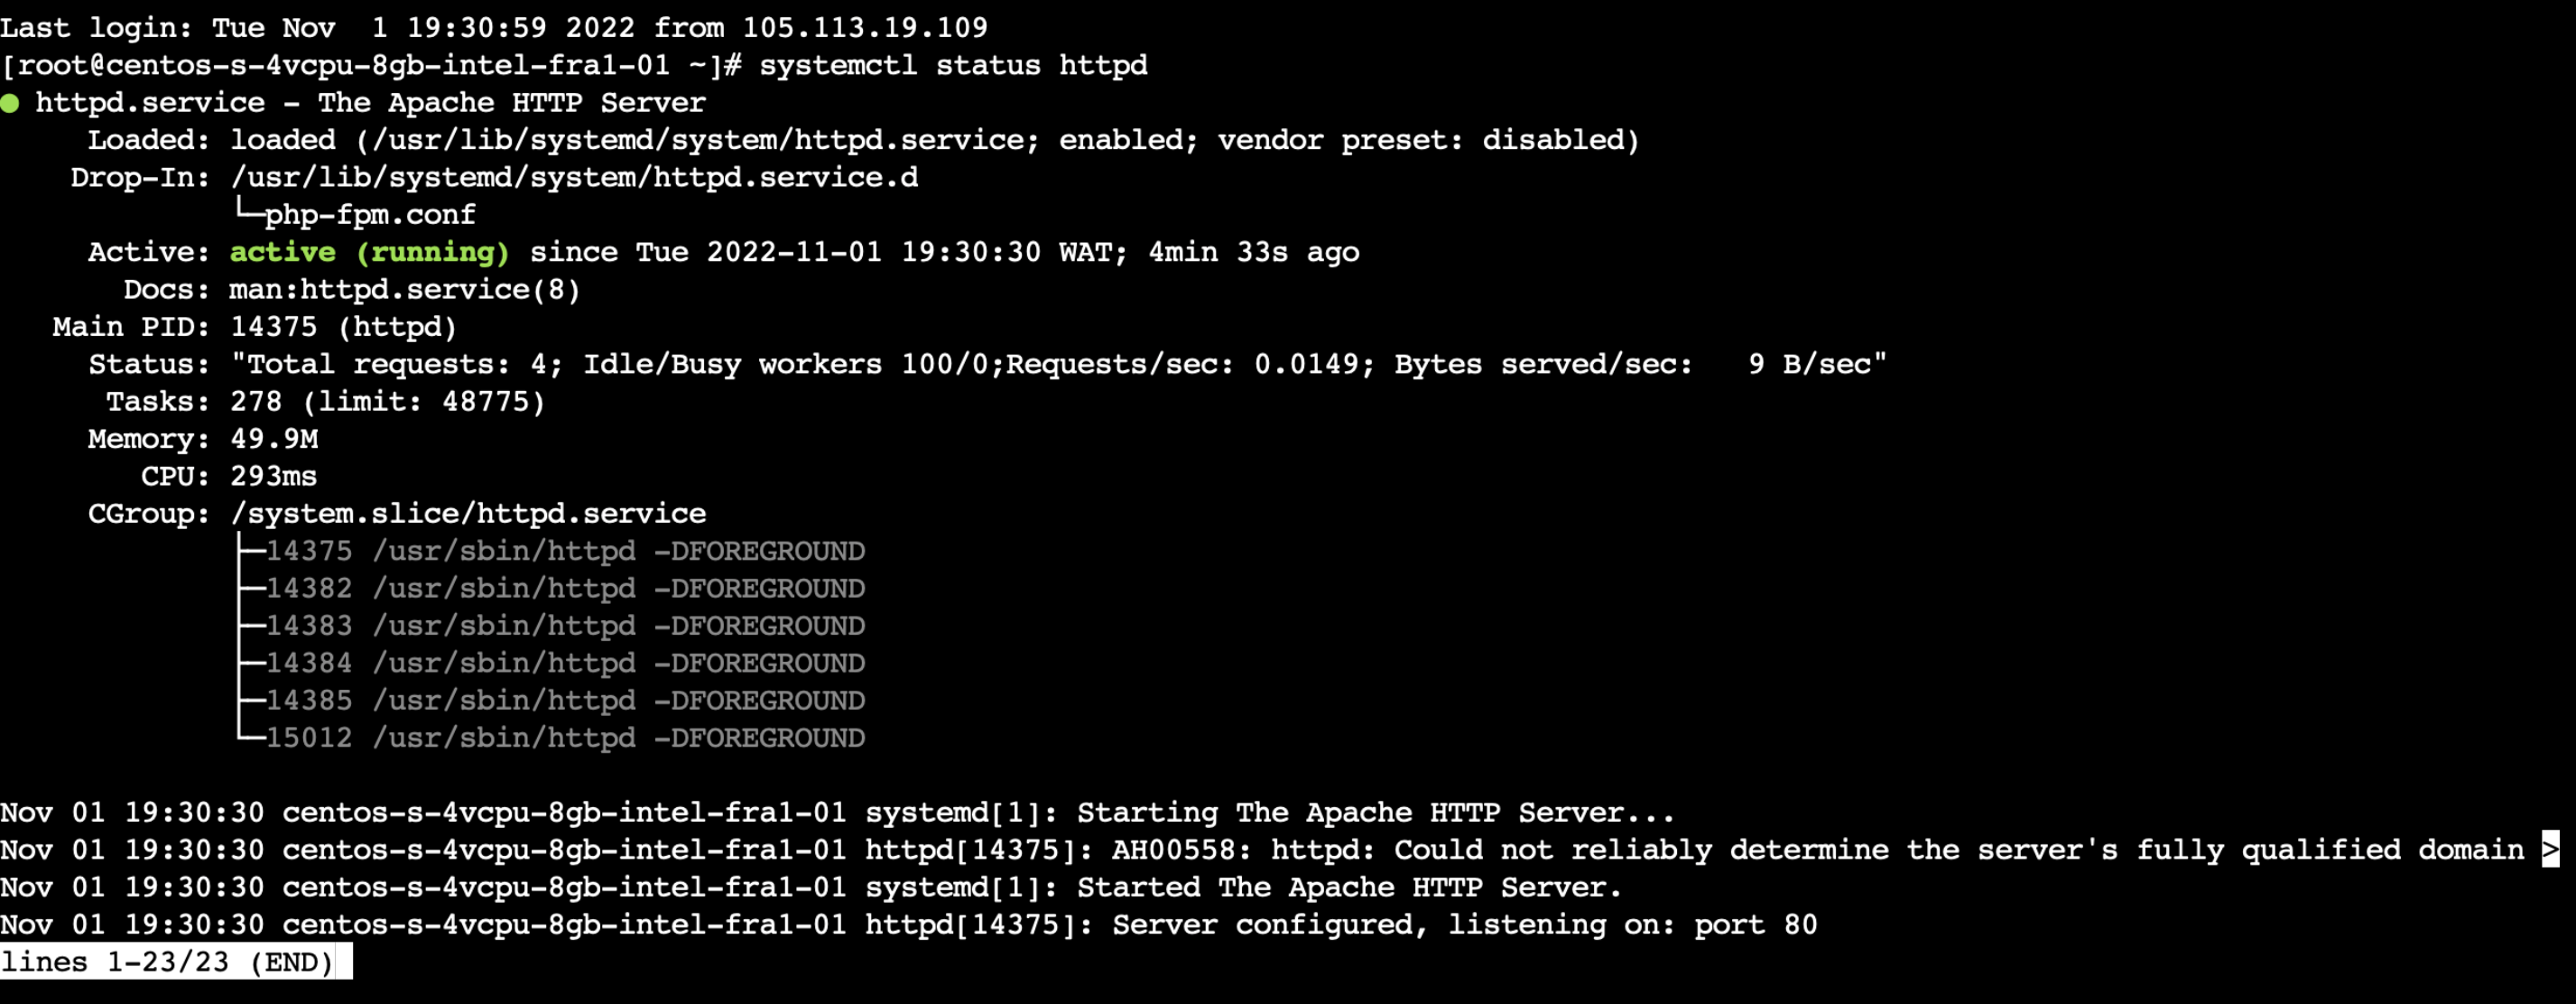 Last login: Tue Nov  1 19:30:59 2022 from 105.113.19.109
[root@centos-s-4vcpu-8gb-intel-fra1-01 ~]# systemctl status httpd
● httpd.service - The Apache HTTP Server
     Loaded: loaded (/usr/lib/systemd/system/httpd.service; enabled; vendor preset: disabled)
    Drop-In: /usr/lib/systemd/system/httpd.service.d
             └─php-fpm.conf
     Active: active (running) since Tue 2022-11-01 19:30:30 WAT; 4min 33s ago
       Docs: man:httpd.service(8)
   Main PID: 14375 (httpd)
     Status: "Total requests: 4; Idle/Busy workers 100/0;Requests/sec: 0.0149; Bytes served/sec:   9 B/sec"
      Tasks: 278 (limit: 48775)
     Memory: 49.9M
        CPU: 293ms
     CGroup: /system.slice/httpd.service
             ├─14375 /usr/sbin/httpd -DFOREGROUND
             ├─14382 /usr/sbin/httpd -DFOREGROUND
             ├─14383 /usr/sbin/httpd -DFOREGROUND
             ├─14384 /usr/sbin/httpd -DFOREGROUND
             ├─14385 /usr/sbin/httpd -DFOREGROUND
             └─15012 /usr/sbin/httpd -DFOREGROUND

Nov 01 19:30:30 centos-s-4vcpu-8gb-intel-fra1-01 systemd[1]: Starting The Apache HTTP Server...
Nov 01 19:30:30 centos-s-4vcpu-8gb-intel-fra1-01 httpd[14375]: AH00558: httpd: Could not reliably determine the server's fully qualified domain >
Nov 01 19:30:30 centos-s-4vcpu-8gb-intel-fra1-01 systemd[1]: Started The Apache HTTP Server.
Nov 01 19:30:30 centos-s-4vcpu-8gb-intel-fra1-01 httpd[14375]: Server configured, listening on: port 80
lines 1-23/23 (END)